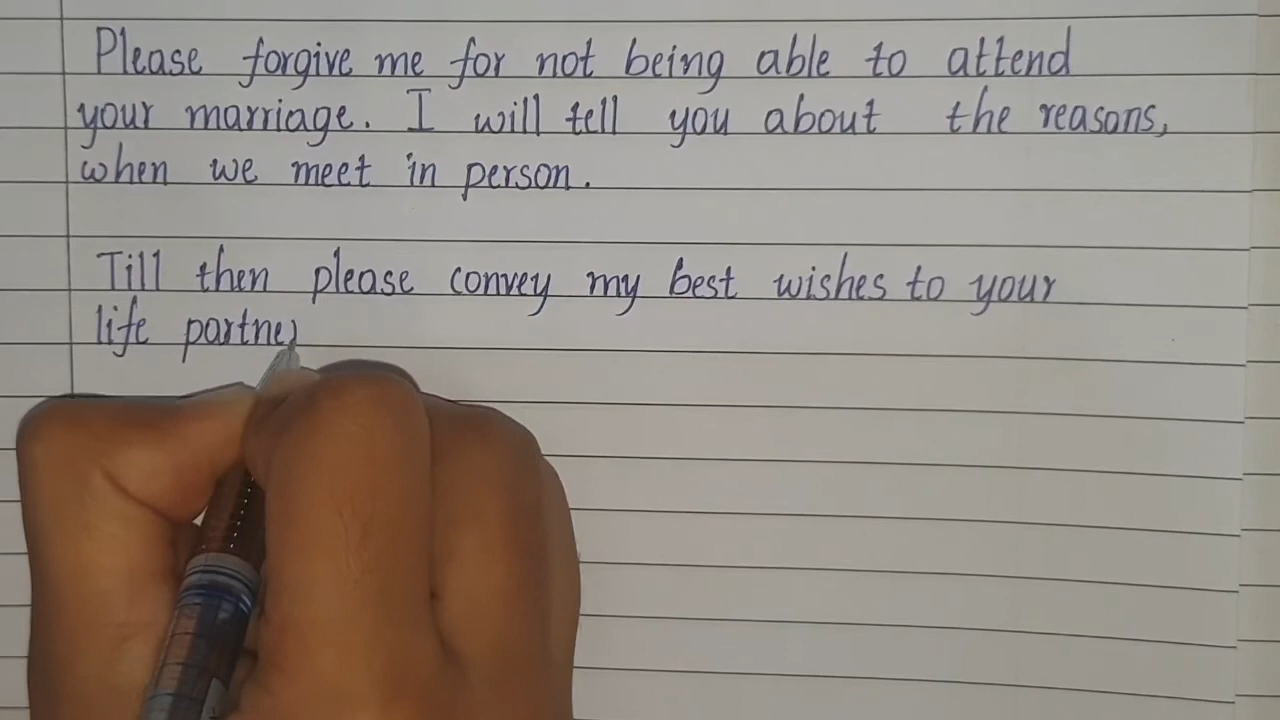 Please forgive me for not being able to attend
your marriage. I will tell you about the reasons,
when we meet in person.
Till then please convey my best wishes to your
life partner